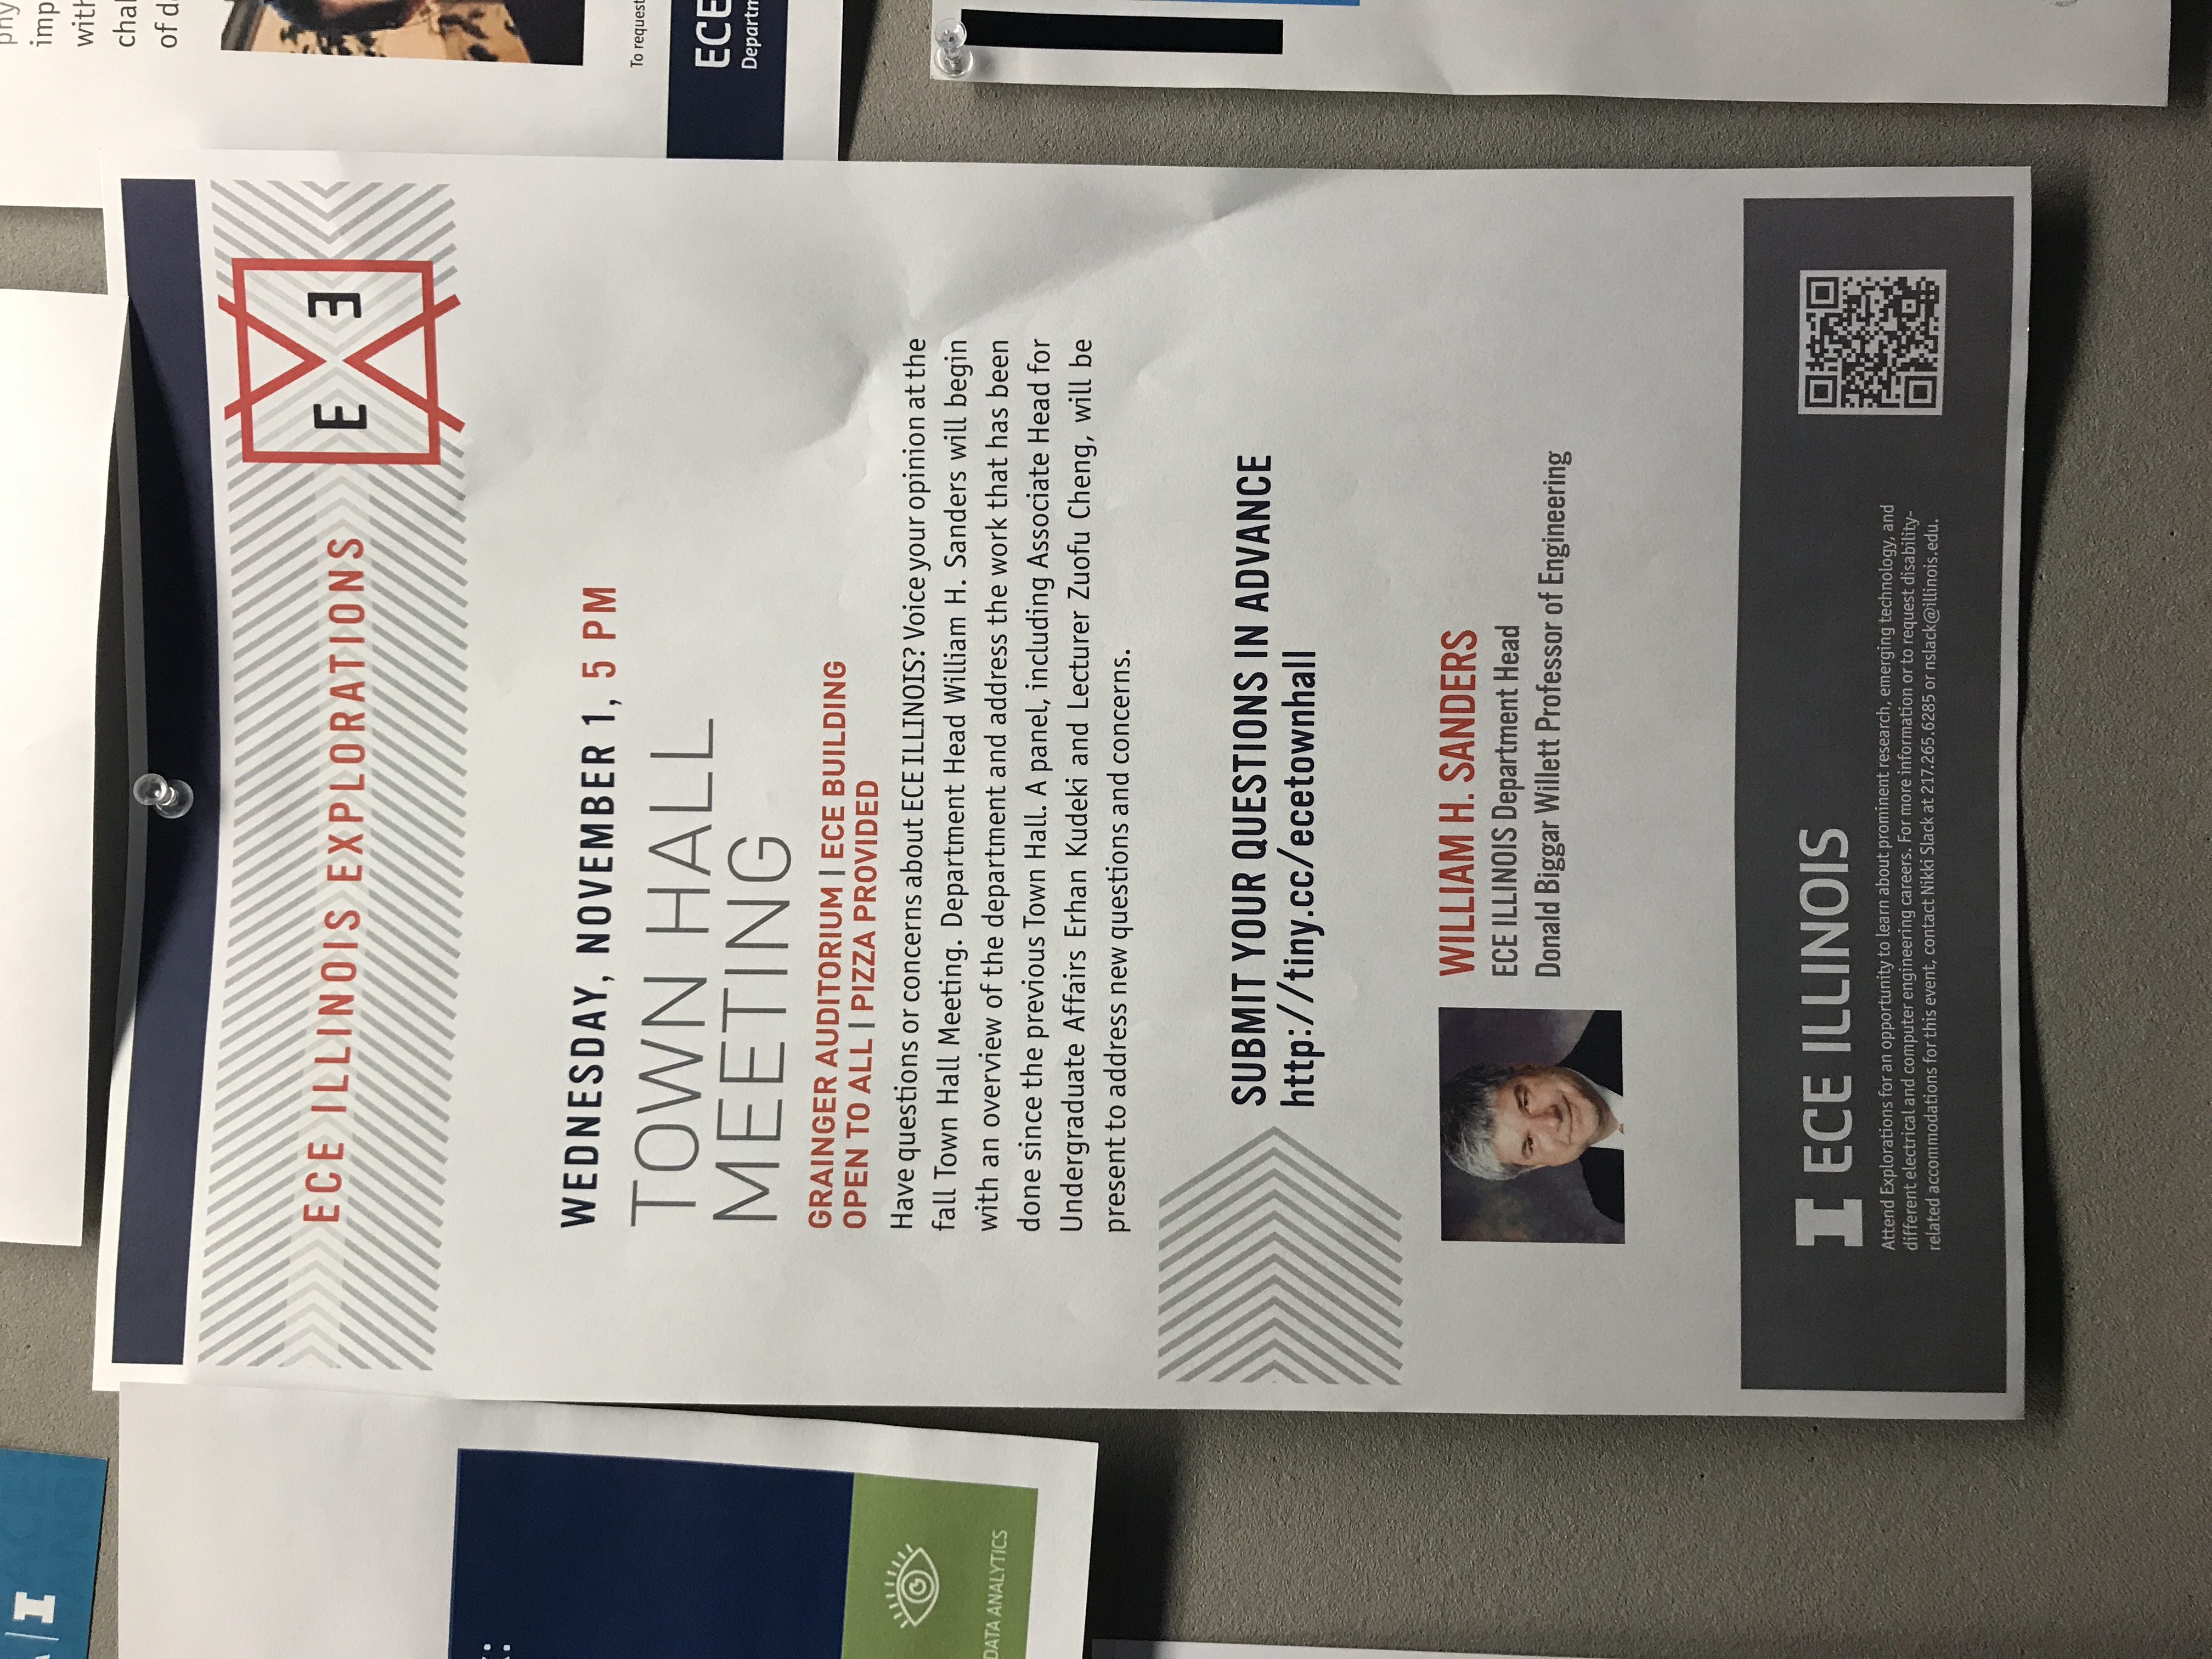 ECE ILLINOIS EXPLORATIONS
E Ǝ
WEDNESDAY, NOVEMBER 1, 5 PM
TOWN HALL
MEETING
GRAINGER AUDITORIUM | ECE BUILDING
OPEN TO ALL | PIZZA PROVIDED
Have questions or concerns about ECE ILLINOIS? Voice your opinion at the
fall Town Hall Meeting. Department Head William H. Sanders will begin
with an overview of the department and address the work that has been
done since the previous Town Hall. A panel, including Associate Head for
Undergraduate Affairs Erhan Kudeki and Lecturer Zuofu Cheng, will be
present to address new questions and concerns.
SUBMIT YOUR QUESTIONS IN ADVANCE
http://tiny.cc/ecetownhall
WILLIAM H. SANDERS
ECE ILLINOIS Department Head
Donald Biggar Willett Professor of Engineering
I ECE ILLINOIS
Attend Explorations for an opportunity to learn about prominent research, emerging technology, and
different electrical and computer engineering careers. For more information or to request disability-
related accommodations for this event, contact Nikki Slack at 217.265.6285 or nslack@illinois.edu.
DATA ANALYTICS
with
of d
To request
ECE